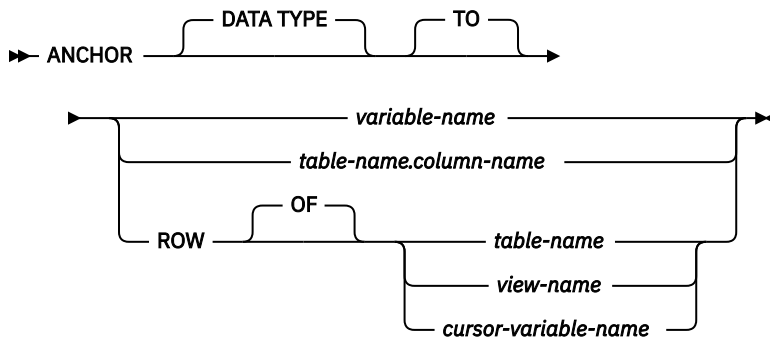 DATA TYPE TO
ANCHOR
variable-name
table-name.column-name
OF
ROW table-name
view-name
cursor-variable-name